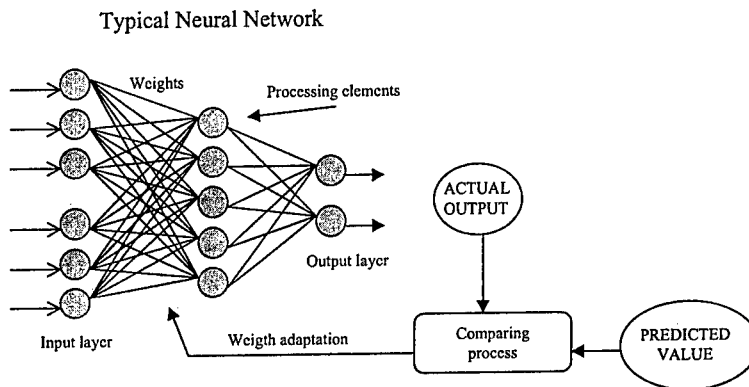 Typical Neural Network
Weights
Processing elements
ACTUAL
OUTPUT
Output layer
Input layer
Weigth adaptation
Comparing
process
PREDICTED
VALUE